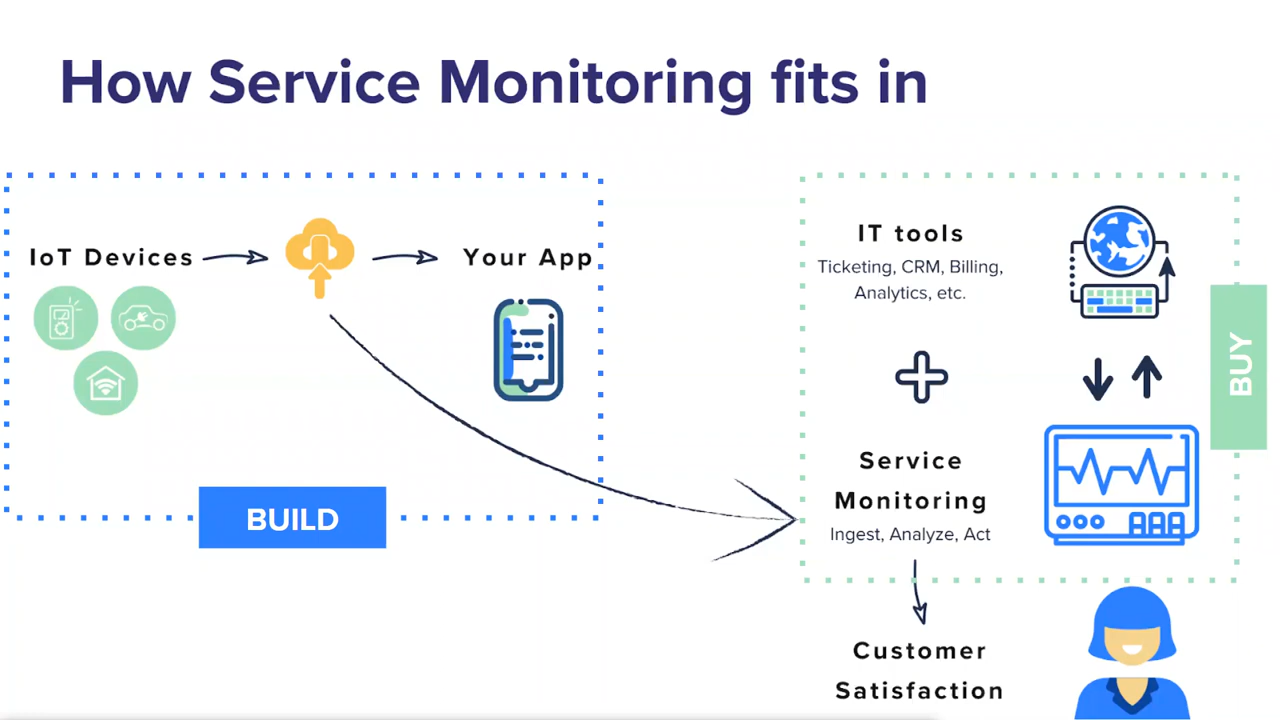 How Service Monitoring fits in
IoT Devices
Your App
BUILD
IT tools
Ticketing, CRM, Billing,
Analytics, etc.
BUY
Service
Monitoring
Ingest, Analyze, Act
Customer
Satisfaction